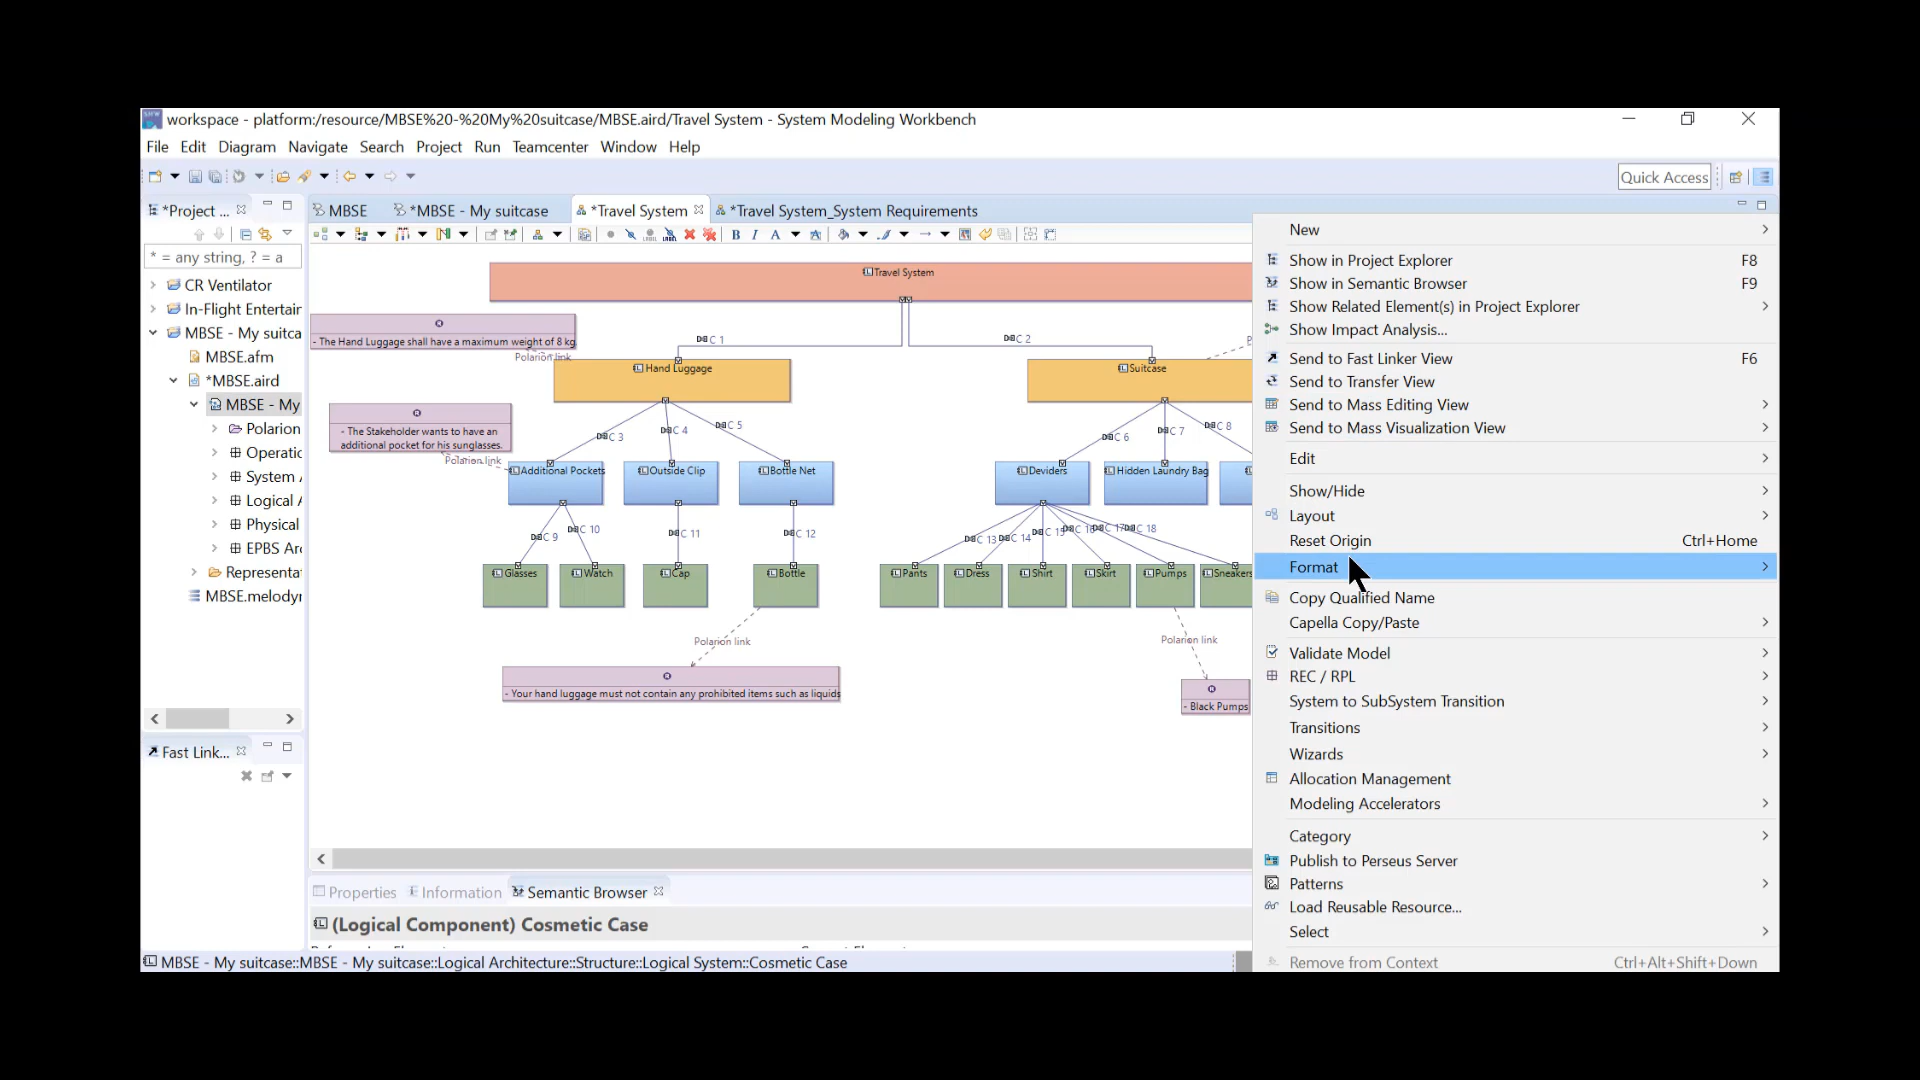 workspace - platform:/resource/MBSE%20-%20My%20suitcase/MBSE.aird/Travel System - System Modeling Workbench
File Edit Diagram Navigate Search Project Run Teamcenter Window Help
Quick Access
*Project ...
MBSE
*MBSE - My suitcase
*Travel System
*Travel System_System Requirements
* = any string, ? = a
CR Ventilator
In-Flight Entertain
MBSE - My suitca
MBSE.afm
*MBSE.aird
MBSE - My
Polarion
Operatio
System A
Logical A
Physical
EPBS Arc
Representat
MBSE.melodyr
Fast Link...
Travel System
- The Hand Luggage shall have a maximum weight of 8 kg.
Polarion link
C 1
C 2
Hand Luggage
Suitcase
- The Stakeholder wants to have an
additional pocket for his sunglasses.
Polarion link
C 3
C 4
C 5
C 6
C 7
C 8
Additional Pockets
Outside Clip
Bottle Net
Deviders
Hidden Laundry Bag
C 9
C 10
C 11
C 12
C 13
C 14
C 15
C 16
C 17
C 18
Glasses
Watch
Cap
Bottle
Pants
Dress
Shirt
Skirt
Pumps
Sneakers
Polarion link
Polarion link
- Your hand luggage must not contain any prohibited items such as liquids
- Black Pumps
New
Show in Project Explorer F8
Show in Semantic Browser F9
Show Related Element(s) in Project Explorer
Show Impact Analysis...
Send to Fast Linker View F6
Send to Transfer View
Send to Mass Editing View
Send to Mass Visualization View
Edit
Show/Hide
Layout
Reset Origin Ctrl+Home
Format
Copy Qualified Name
Capella Copy/Paste
Validate Model
REC / RPL
System to SubSystem Transition
Transitions
Wizards
Allocation Management
Modeling Accelerators
Category
Publish to Perseus Server
Patterns
Load Reusable Resource...
Select
Remove from Context Ctrl+Alt+Shift+Down
Properties
Information
Semantic Browser
(Logical Component) Cosmetic Case
MBSE - My suitcase::MBSE - My suitcase::Logical Architecture::Structure::Logical System::Cosmetic Case